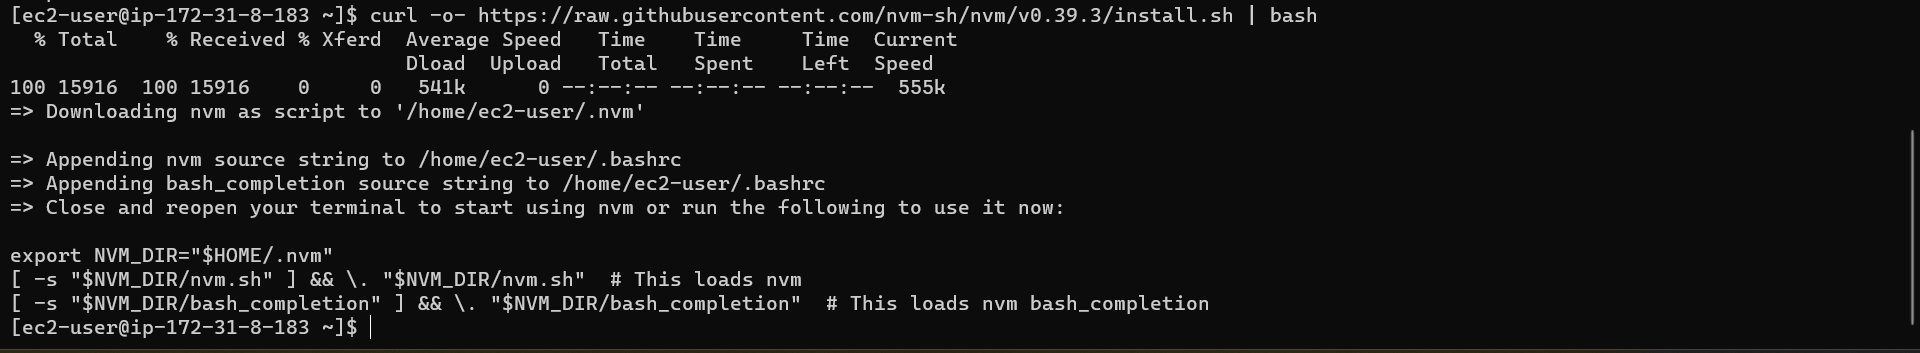 [ec2-user@ip-172-31-8-183 ~]$ curl -o- https://raw.githubusercontent.com/nvm-sh/nvm/v0.39.3/install.sh | bash
  % Total    % Received % Xferd  Average Speed   Time    Time     Time  Current
                                 Dload  Upload   Total   Spent    Left  Speed
100 15916  100 15916    0     0   541k      0 --:--:-- --:--:-- --:--:--  555k
=> Downloading nvm as script to '/home/ec2-user/.nvm'

=> Appending nvm source string to /home/ec2-user/.bashrc
=> Appending bash_completion source string to /home/ec2-user/.bashrc
=> Close and reopen your terminal to start using nvm or run the following to use it now:

export NVM_DIR="$HOME/.nvm"
[ -s "$NVM_DIR/nvm.sh" ] && \. "$NVM_DIR/nvm.sh"  # This loads nvm
[ -s "$NVM_DIR/bash_completion" ] && \. "$NVM_DIR/bash_completion"  # This loads nvm bash_completion
[ec2-user@ip-172-31-8-183 ~]$